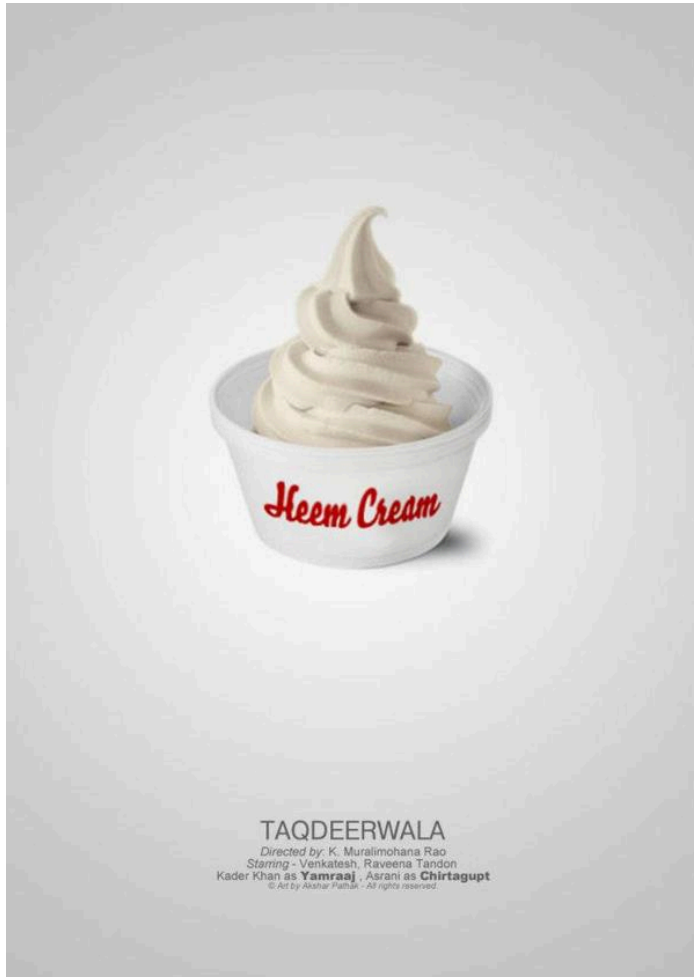 Heem Cream
TAQDEERWALA
Directed by: K. Muralimohana Rao
Starring - Venkatesh, Raveena Tandon
Kader Khan as Yamraaj , Asrani as Chirtagupt
© Art by Akshar Pathak - All rights reserved.